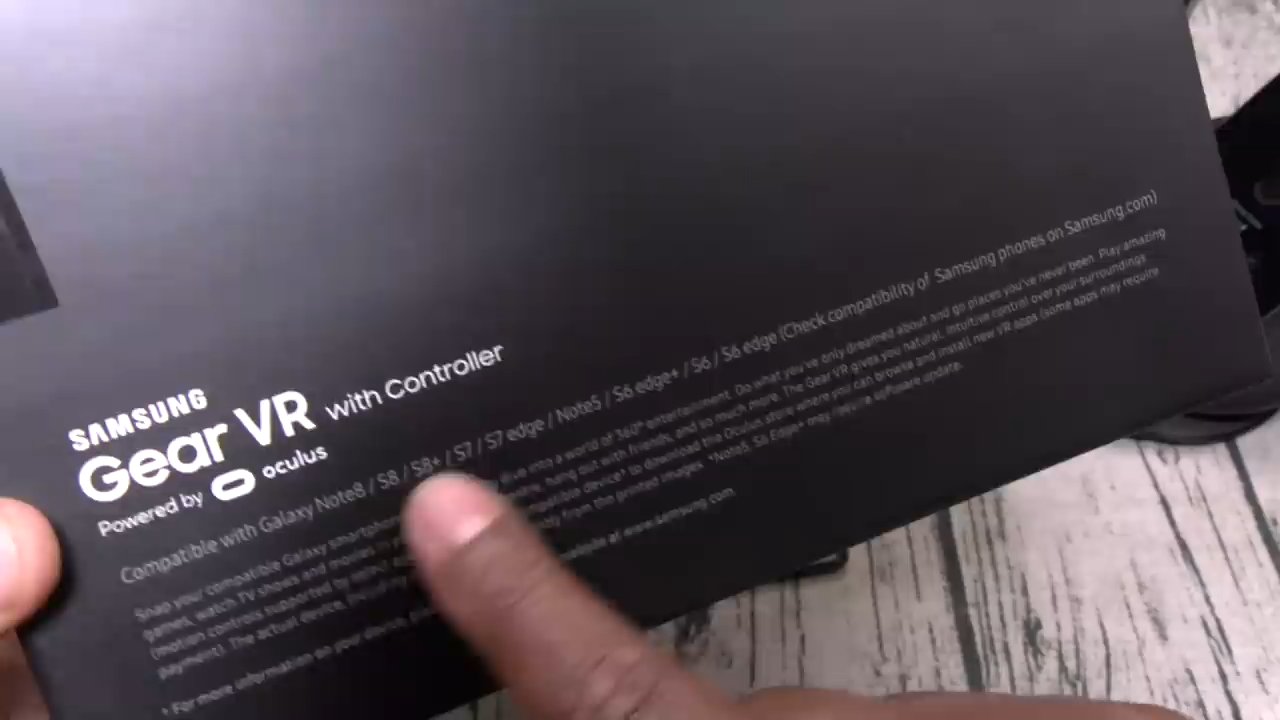 SAMSUNG
Gear VR with Controller
Powered by oculus
Compatible with Galaxy Note8 / S8 / S8+ / S7 / S7 edge / Note5 / S6 edge+ / S6 / S6 edge (Check compatibility of Samsung phones on Samsung.com)
Snap your compatible Galaxy smartphone dive into a world of 360° entertainment. Do what you've only dreamed about and go places you've never been. Play amazing
games, watch TV shows and movies in hang out with friends, and so much more. The Gear VR gives you natural, intuitive control over your surroundings
(motion controls supported by select compatible device* to download the Oculus store where you can browse and install new VR apps (some apps may require
payment). The actual device, from the printed images. *Note5, S6 Edge+ may require software update.
• For more information on your device, available at www.samsung.com